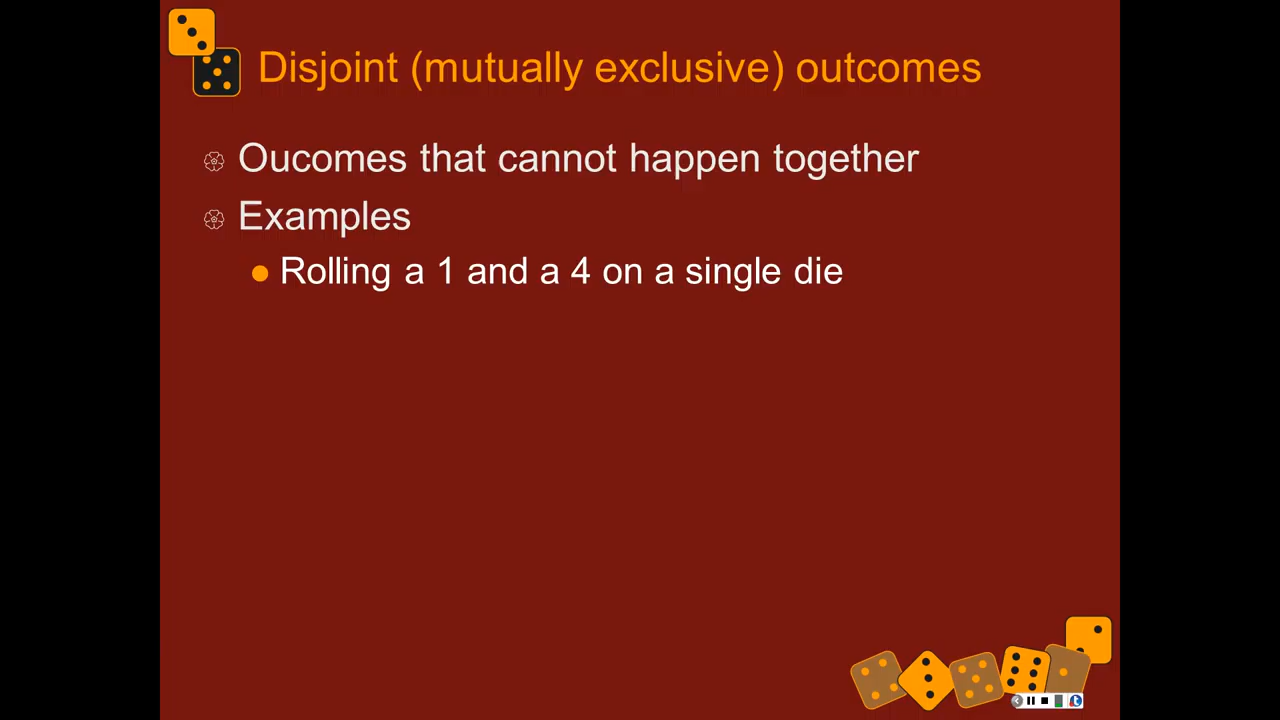 Disjoint (mutually exclusive) outcomes
Oucomes that cannot happen together
Examples
Rolling a 1 and a 4 on a single die